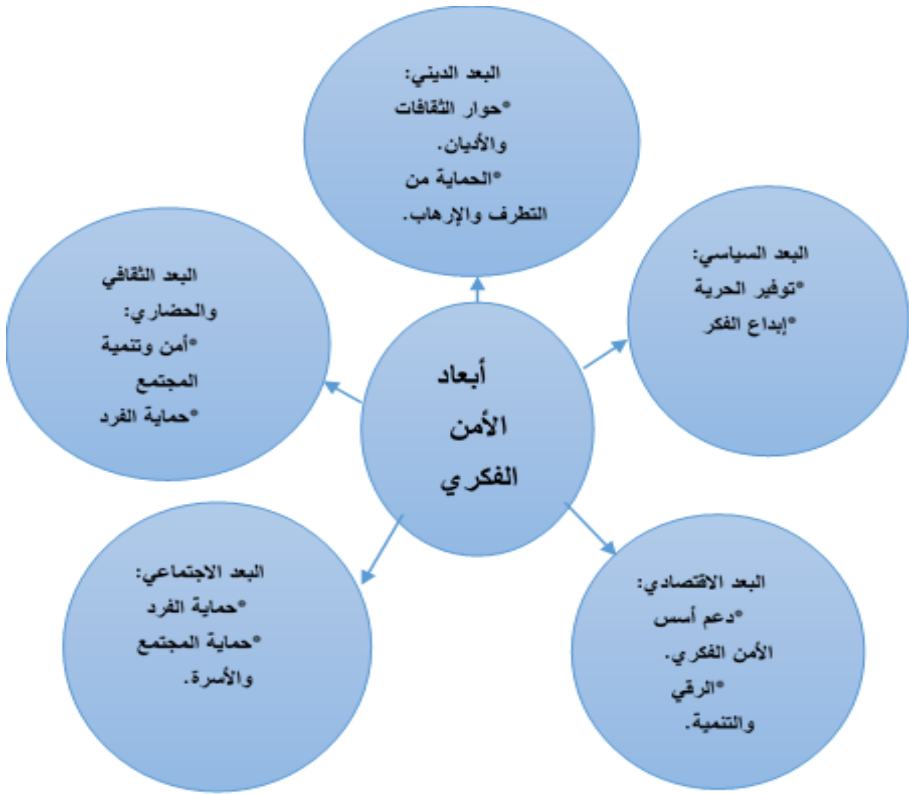 البعد الديني:
*حوار الثقافات
والأديان.
*الحماية من
التطرف والإرهاب.
البعد السياسي:
*توفير الحرية
*إبداع الفكر
البعد الثقافي
والحضاري:
*أمن وتنمية
المجتمع
*حماية الفرد
أبعاد
الأمن
الفكري
البعد الاجتماعي:
*حماية الفرد
*حماية المجتمع
والأسرة.
البعد الاقتصادي:
*دعم أسس
الأمن الفكري.
*الرقي
والتنمية.